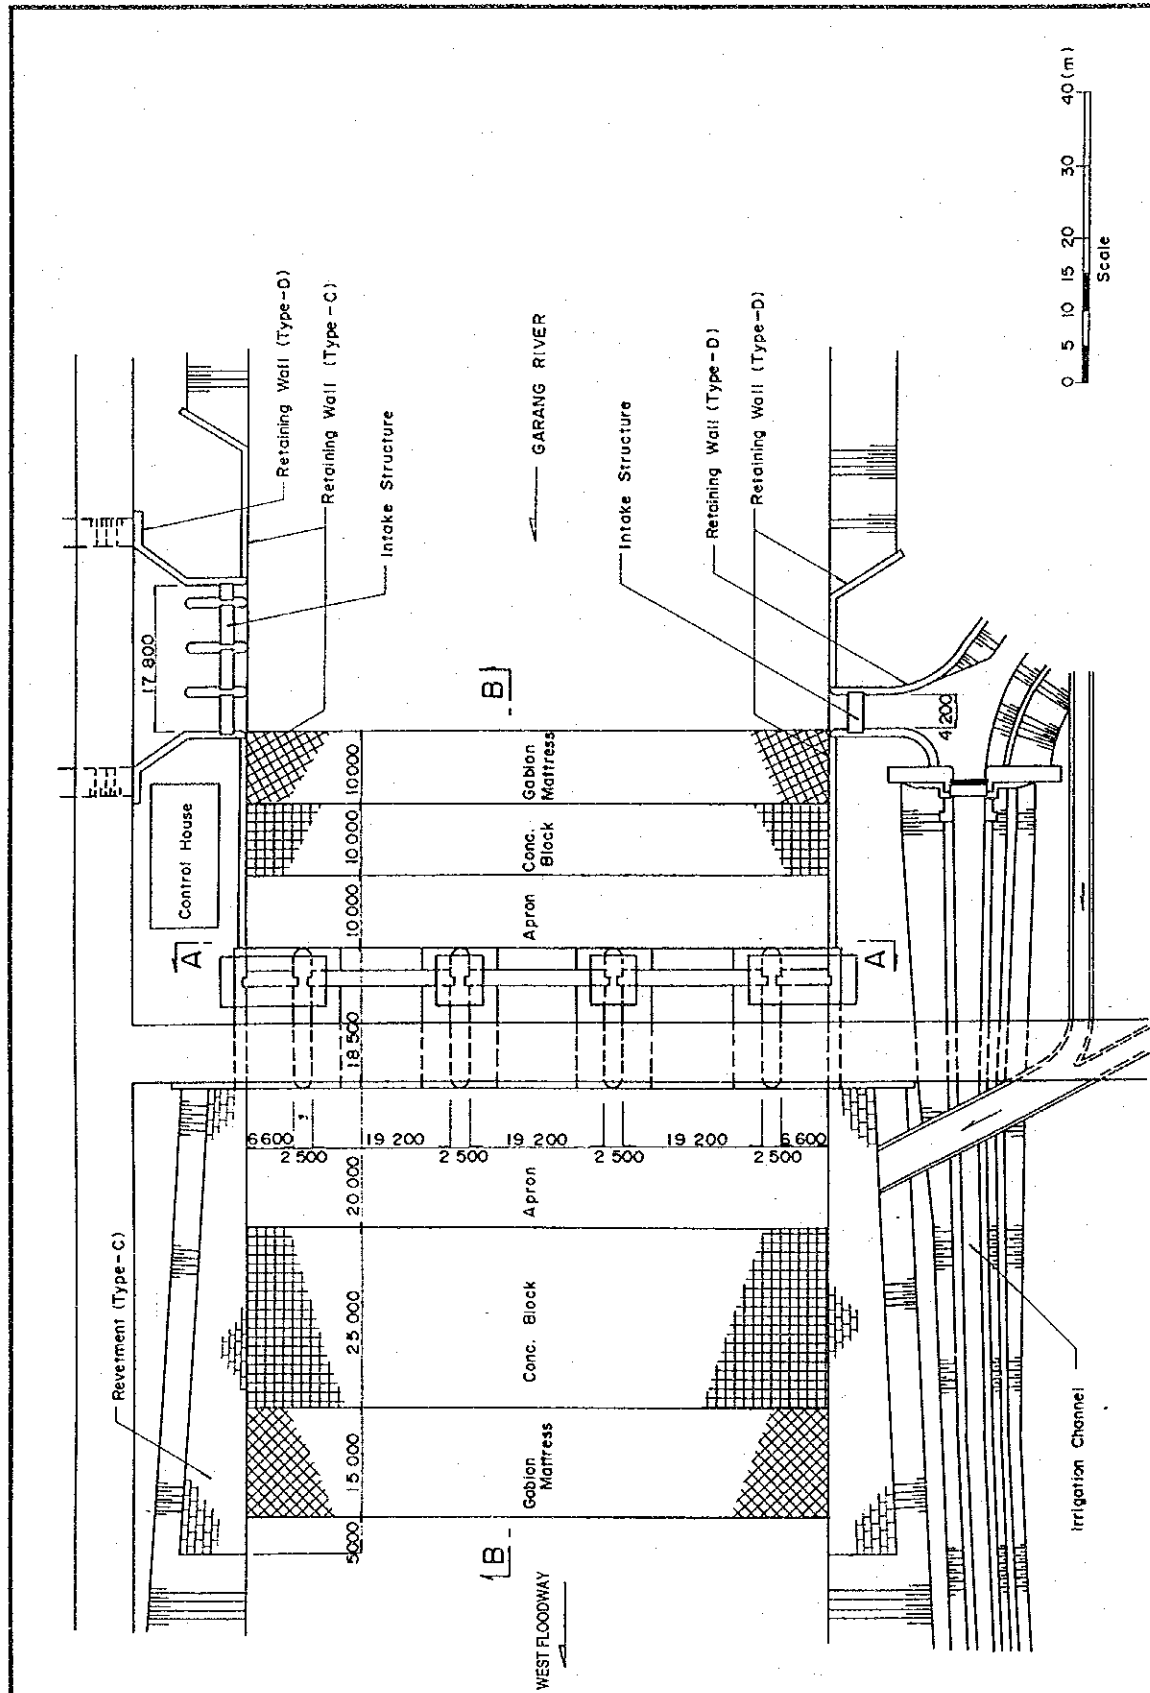 Retaining Wall (Type-D)
Retaining Wall (Type-C)
Intake Structure
17 800
GARANG RIVER
Intake Structure
Retaining Wall (Type-D)
Retaining Wall (Type-D)
4 200
40 (m)
30
20
15
10
5
0
Scale
Control House
B
10 000
Gabion
Mattress
10 000
Conc.
Block
10 000
Apron
A
A
18 500
6 600
2 500
19 200
2 500
19 200
2 500
19 200
2 500
6 600
20 000
Apron
Revetment (Type-C)
25 000
Conc. Block
15 000
Gabion
Mattress
5000
B
WEST FLOODWAY
Irrigation Channel